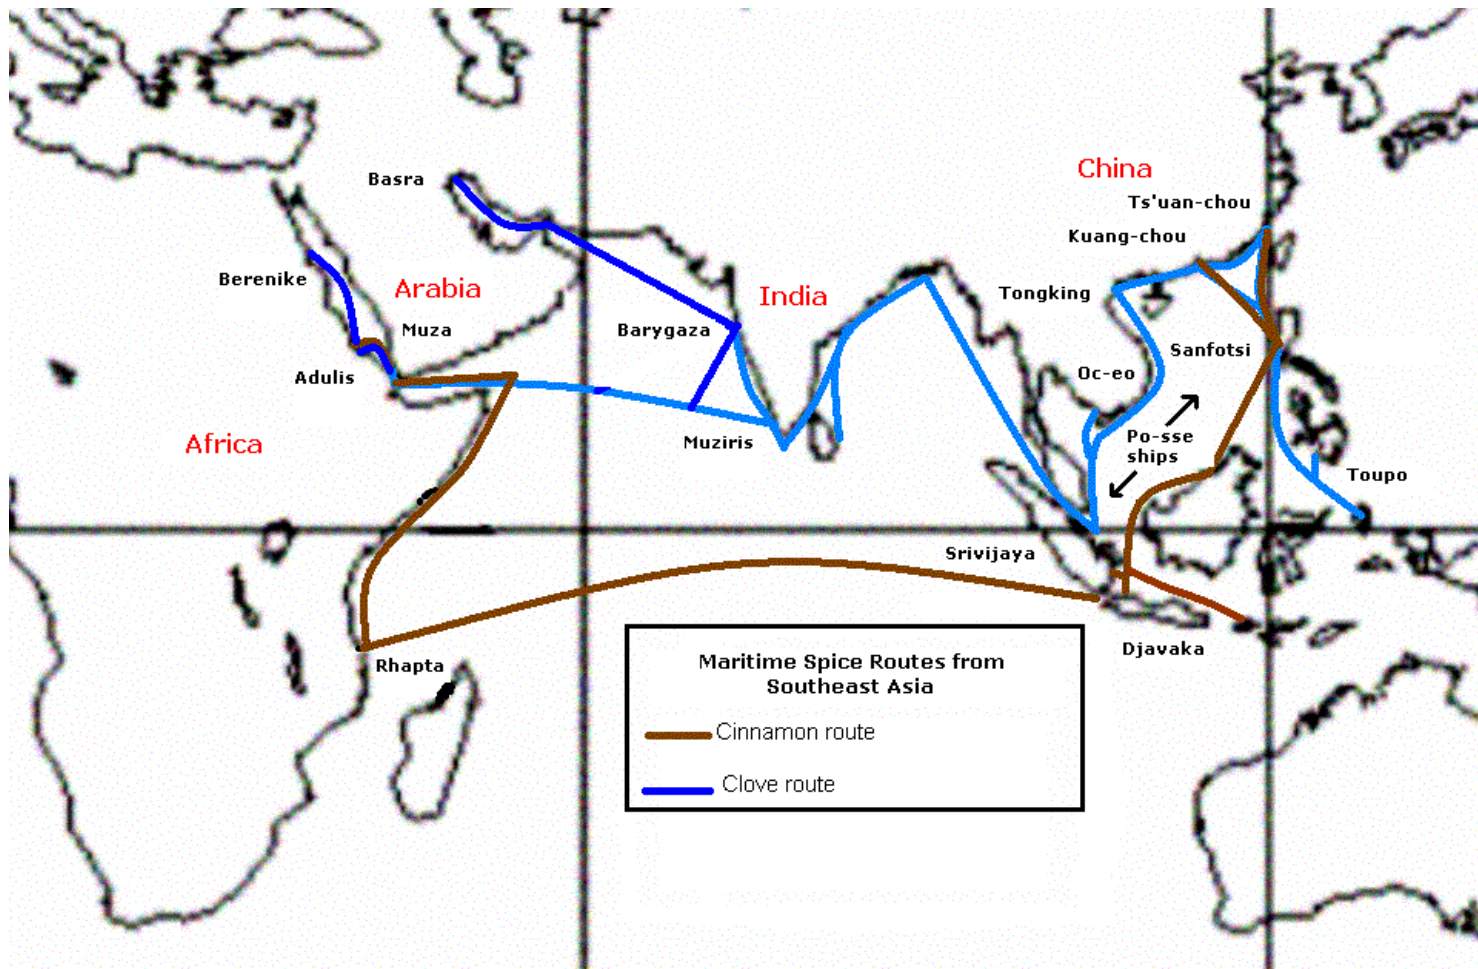 China
Basra
Ts'uan-chou
Kuang-chou
Berenike
Arabia
India
Tongking
Muza
Barygaza
Sanfotsi
Adulis
Oc-eo
Africa
Muziris
Po-sse
ships
Toupo
Srivijaya
Djavaka
Rhapta
Maritime Spice Routes from
Southeast Asia
Cinnamon route
Clove route